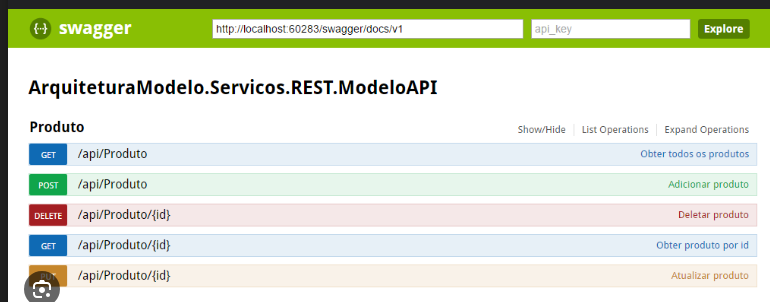 swagger http://localhost:60283/swagger/docs/v1 api_key Explore
ArquiteturaModelo.Servicos.REST.ModeloAPI
Produto Show/Hide List Operations Expand Operations
GET /api/Produto Obter todos os produtos
POST /api/Produto Adicionar produto
DELETE /api/Produto/{id} Deletar produto
GET /api/Produto/{id} Obter produto por id
/api/Produto/{id} Atualizar produto